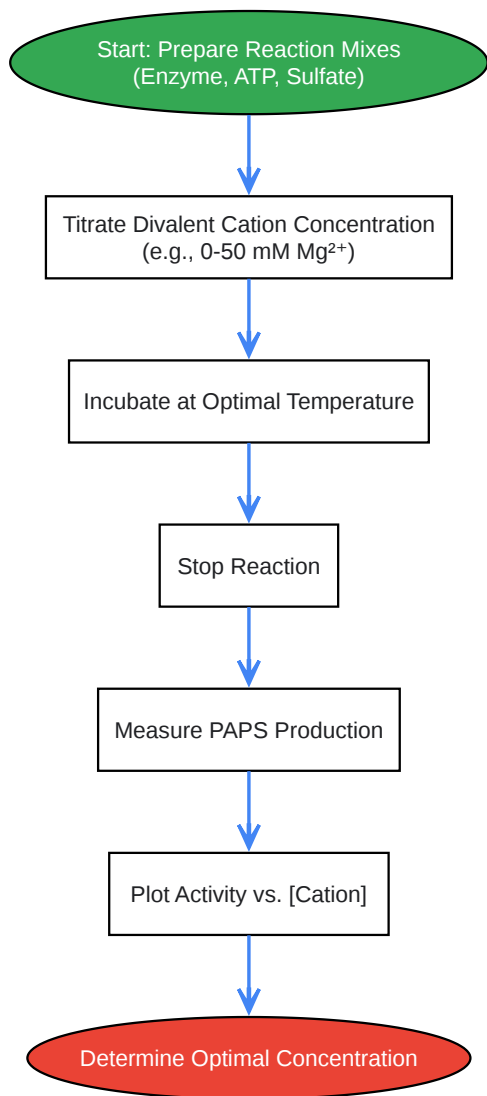 Start: Prepare Reaction Mixes
(Enzyme, ATP, Sulfate)
Titrate Divalent Cation Concentration
(e.g., 0-50 mM Mg²⁺)
Incubate at Optimal Temperature
Stop Reaction
Measure PAPS Production
Plot Activity vs. [Cation]
Determine Optimal Concentration